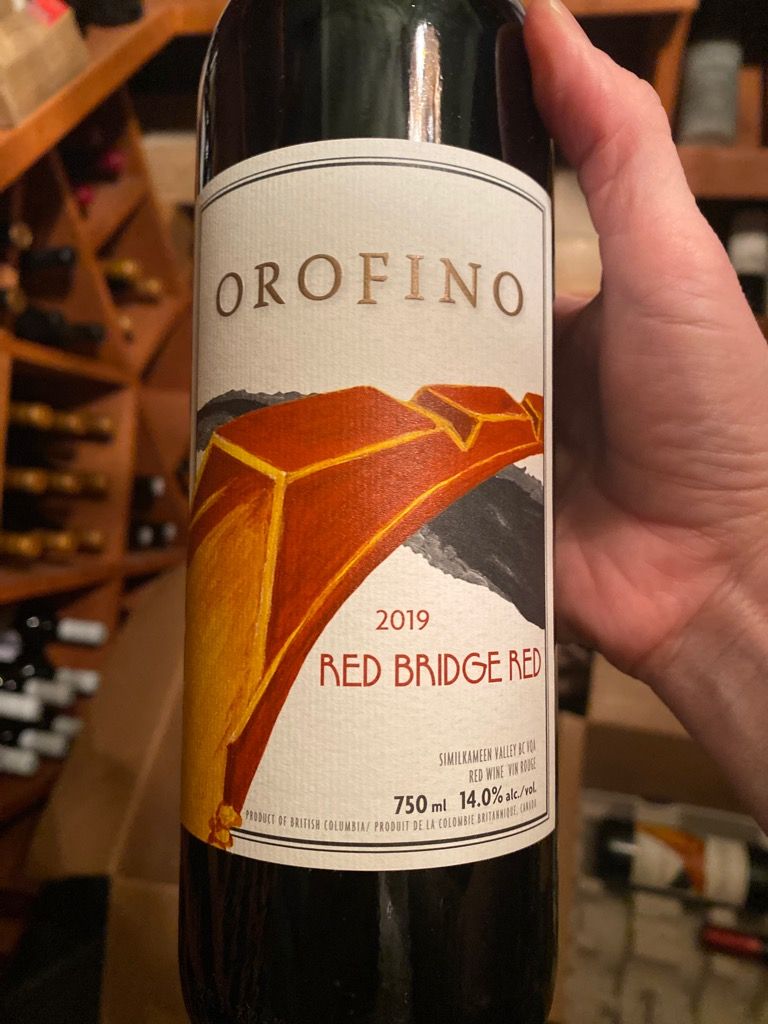 OROFINO
2019
RED BRIDGE RED
SIMILKAMEEN VALLEY BC VQA
RED WINE VIN ROUGE
750 ml 14.0% alc./vol.
PRODUCT OF BRITISH COLUMBIA/ PRODUIT DE LA COLOMBIE BRITANNIQUE, CANADA